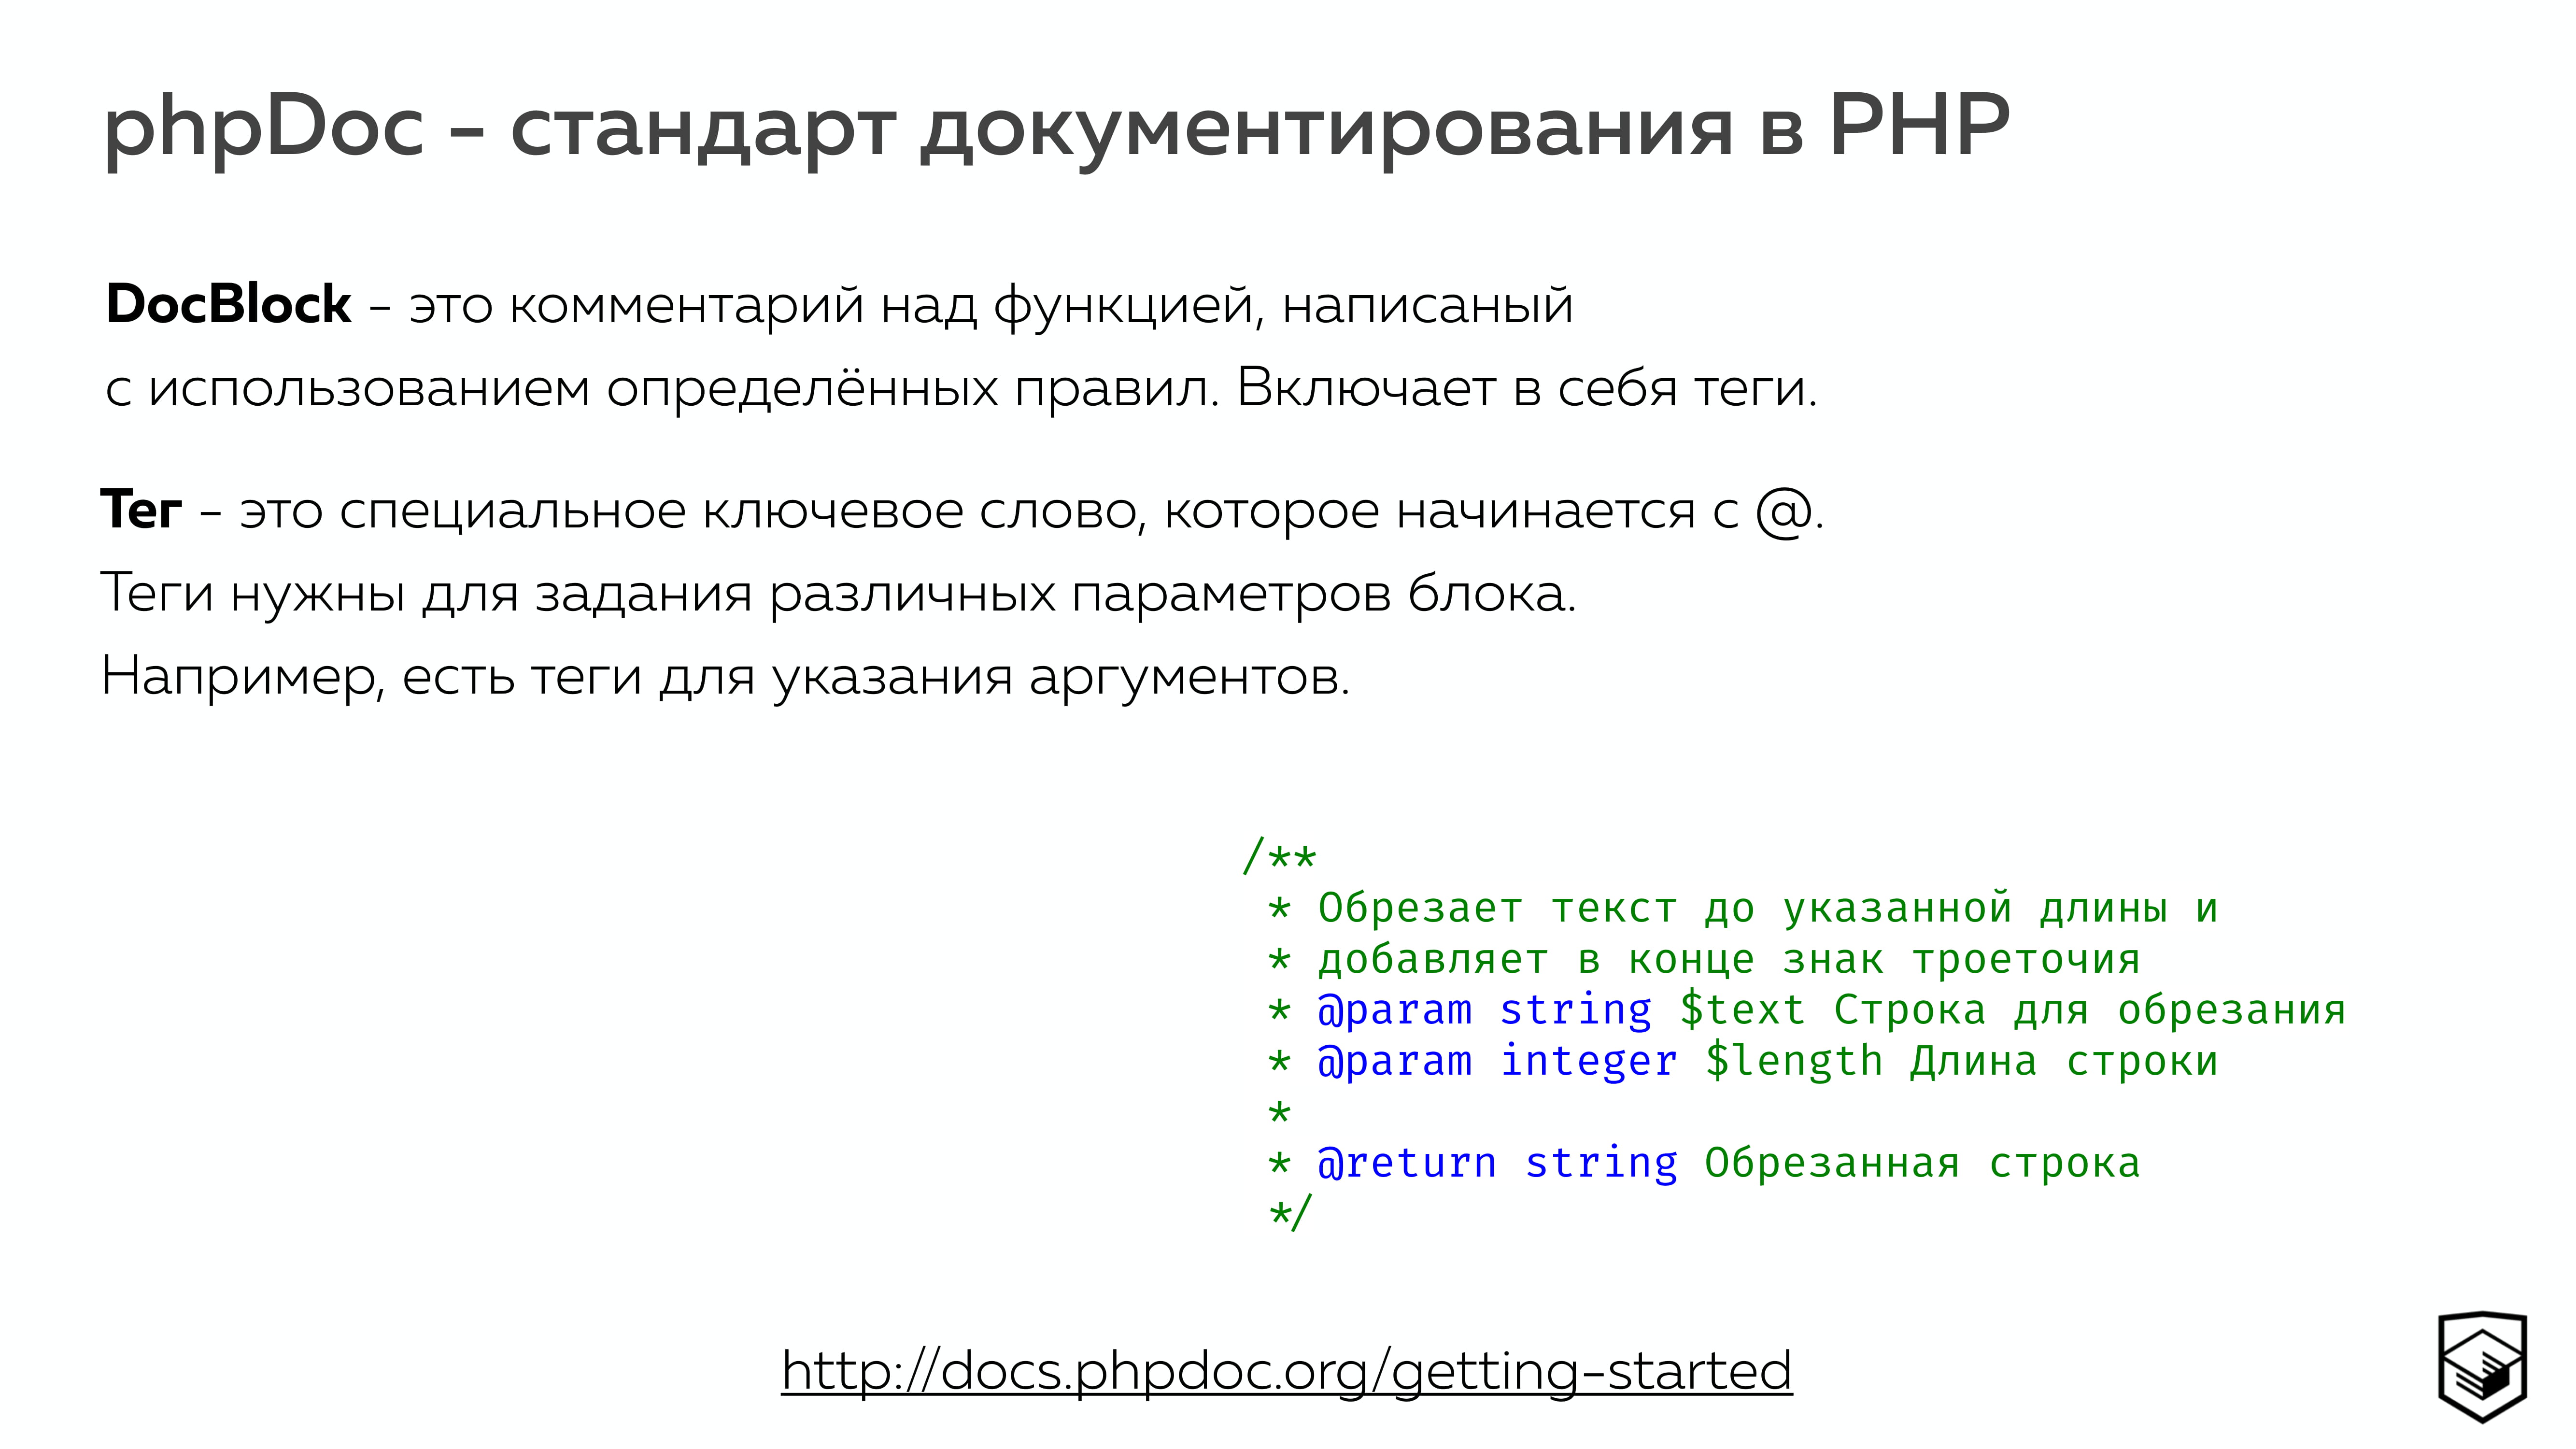 phpDoc - стандарт документирования в PHP
DocBlock - это комментарий над функцией, написаный
с использованием определённых правил. Включает в себя теги.
Тег - это специальное ключевое слово, которое начинается с @.
Теги нужны для задания различных параметров блока.
Например, есть теги для указания аргументов.
/**
 * Обрезает текст до указанной длины и
 * добавляет в конце знак троеточия
 * @param string $text Строка для обрезания
 * @param integer $length Длина строки
 *
 * @return string Обрезанная строка
 */
http://docs.phpdoc.org/getting-started